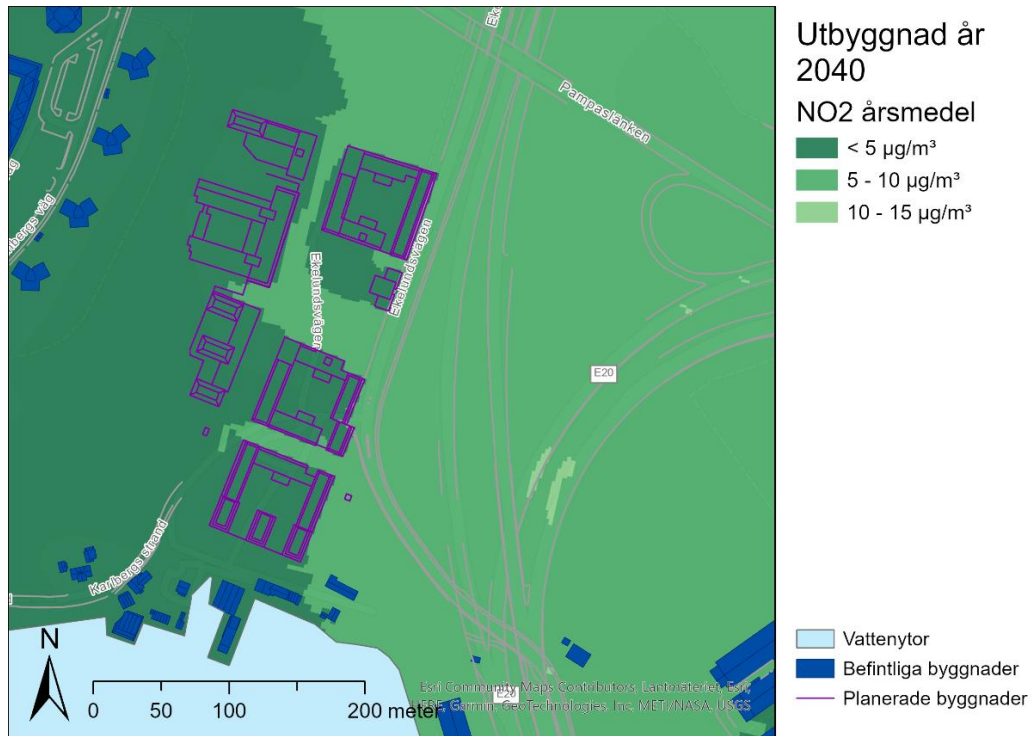 Utbyggnad år
2040
NO2 årsmedel
< 5 µg/m³
5 - 10 µg/m³
10 - 15 µg/m³
Pampaslänken
Ekelundsvägen
Ekelundsvägen
E20
Karlbergs strand
N
0 50 100 200 meter
Esri Community Maps Contributors, Lantmäteriet, Esri,
Garmin, GeoTechnologies, Inc, METI/NASA, USGS
E20
Vattenytor
Befintliga byggnader
Planerade byggnader